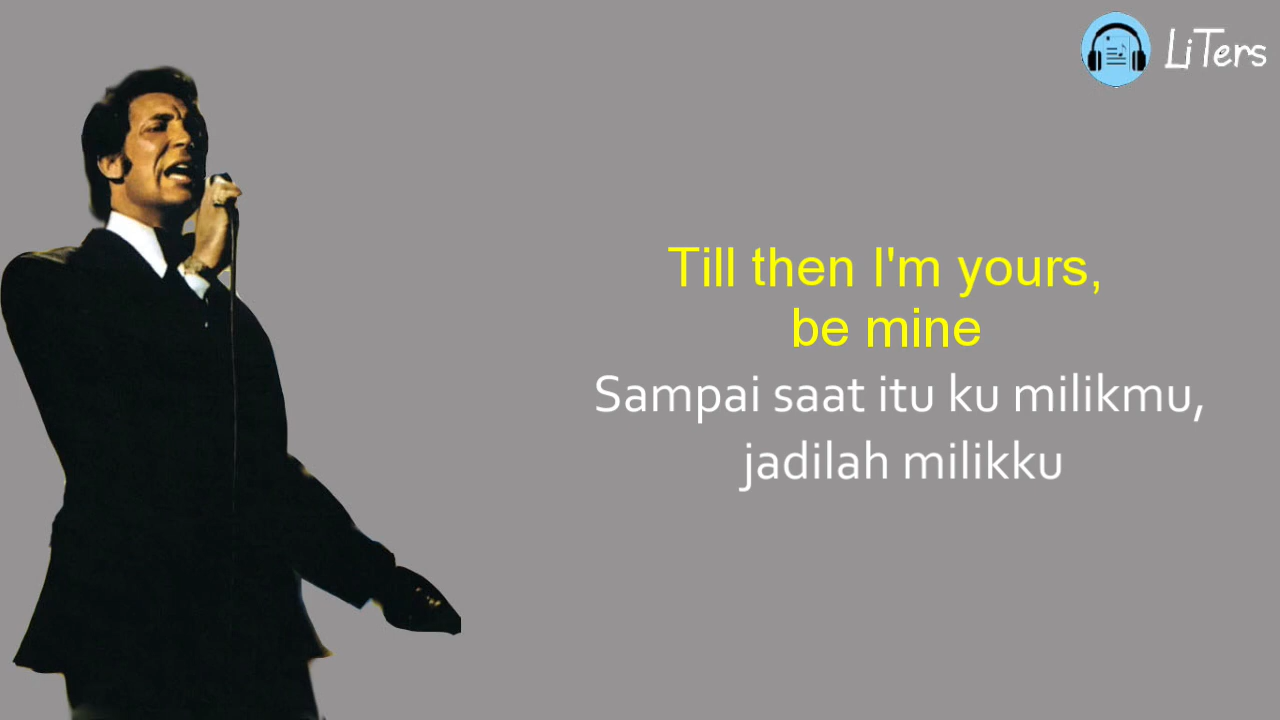 LiTers
Till then I'm yours,
be mine
Sampai saat itu ku milikmu,
jadilah milikku